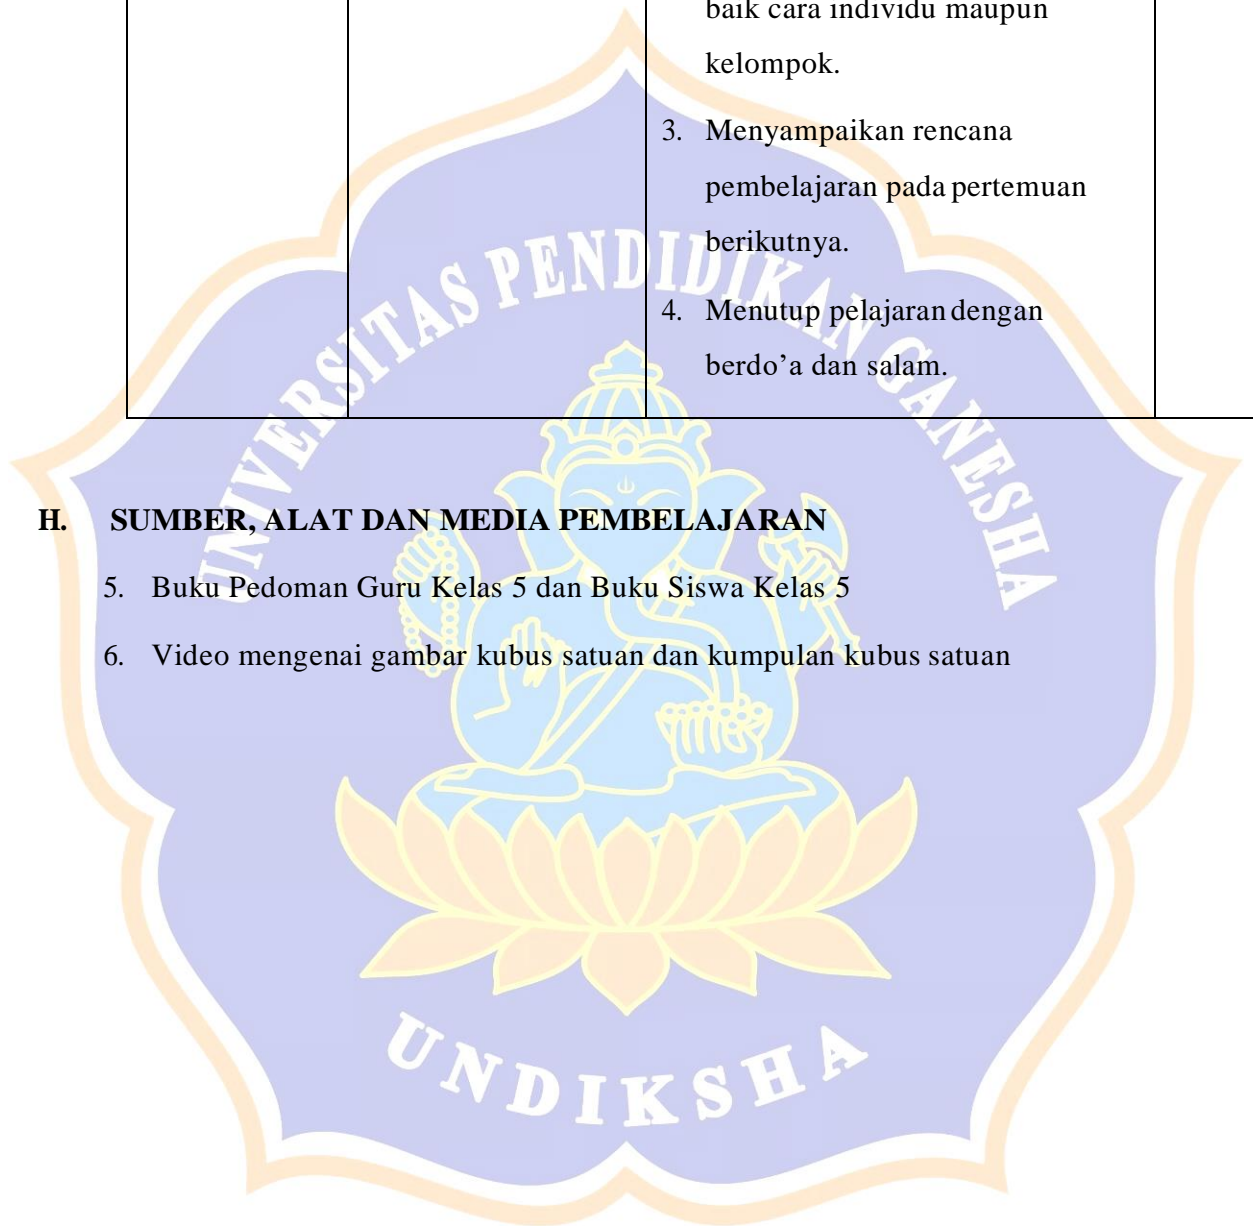 baik cara individu maupun
kelompok.
3. Menyampaikan rencana
pembelajaran pada pertemuan
berikutnya.
4. Menutup pelajaran dengan
berdo’a dan salam.
UNIVERSITAS PENDIDIKAN GANESHA
H. SUMBER, ALAT DAN MEDIA PEMBELAJARAN
5. Buku Pedoman Guru Kelas 5 dan Buku Siswa Kelas 5
6. Video mengenai gambar kubus satuan dan kumpulan kubus satuan
UNDIKSHA